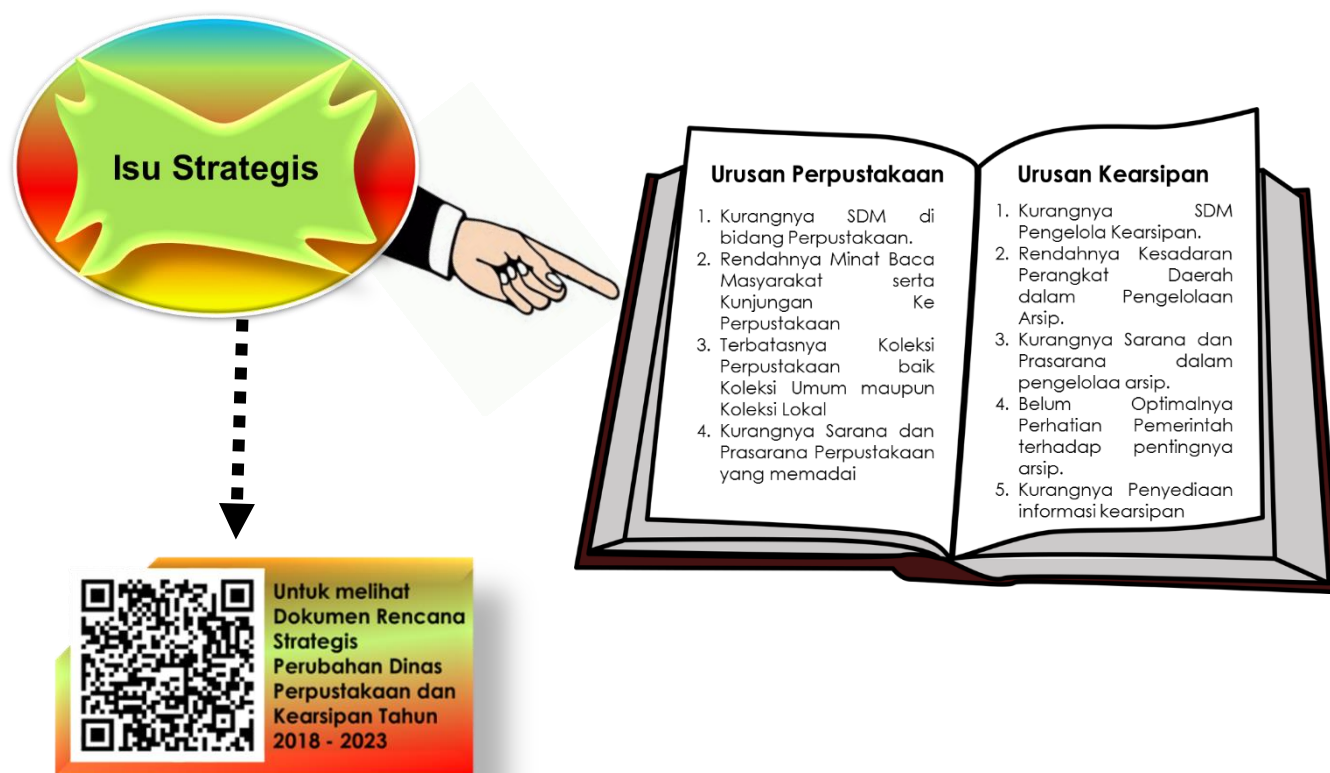 Isu Strategis
Urusan Perpustakaan
1. Kurangnya SDM di
bidang Perpustakaan.
2. Rendahnya Minat Baca
Masyarakat serta
Kunjungan Ke
Perpustakaan
3. Terbatasnya Koleksi
Perpustakaan baik
Koleksi Umum maupun
Koleksi Lokal
4. Kurangnya Sarana dan
Prasarana Perpustakaan
yang memadai
Urusan Kearsipan
1. Kurangnya SDM
Pengelola Kearsipan.
2. Rendahnya Kesadaran
Perangkat Daerah
dalam Pengelolaan
Arsip.
3. Kurangnya Sarana dan
Prasarana dalam
pengelolaa arsip.
4. Belum Optimalnya
Perhatian Pemerintah
terhadap pentingnya
arsip.
5. Kurangnya Penyediaan
informasi kearsipan
Untuk melihat
Dokumen Rencana
Strategis
Perubahan Dinas
Perpustakaan dan
Kearsipan Tahun
2018 - 2023